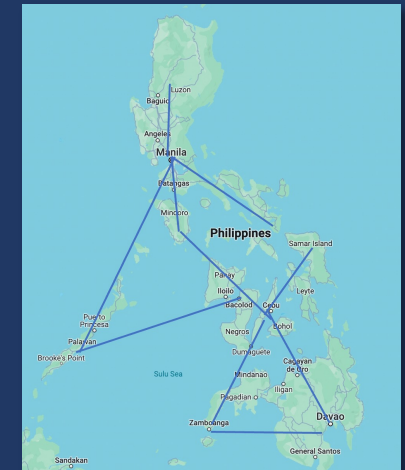 Luzon
Baguio
Angeles
Manila
Batangas
Mindoro
Philippines
Samar Island
Panay
Iloilo
Bacolod
Cebu
Leyte
Bohol
Negros
Puerto
Princesa
Palawan
Brooke's Point
Dumaguete
Cagayan
de Oro
Sulu Sea
Mindanao
Iligan
Pagadian
Zamboanga
Davao
General Santos
Sandakan